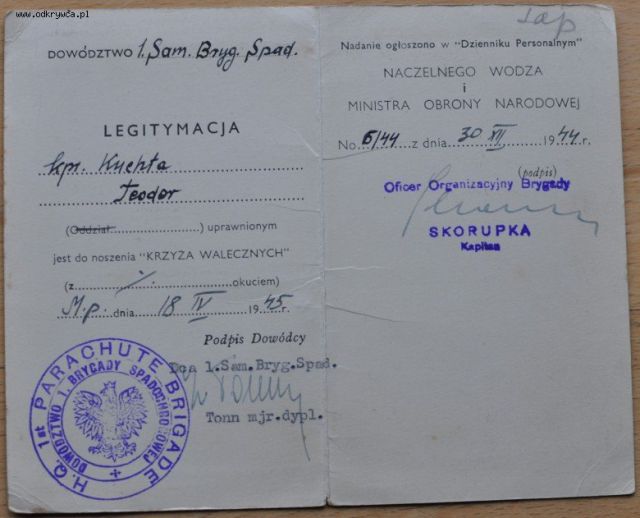 www.odkrywca.pl
DOWÓDZTWO 1. Sam. Bryg. Spad.
LEGITYMACJA
kpr. Kuchta
Teodor
(Oddział) uprawnionym
jest do noszenia "KRZYŻA WALECZNYCH"
(z okuciem)
M.p. dnia 18 IV 1945 r.
Podpis Dowódcy
Dca 1.Sam.Bryg.Spad.
Tonn mjr.dypl.
H.Q. 1st PARACHUTE BRIGADE
DOWÓDZTWO 1. BRYGADY SPADOCHRONOWEJ
Nadanie ogłoszono w "Dzienniku Personalnym"
NACZELNEGO WODZA
i
MINISTRA OBRONY NARODOWEJ
No 6/44 z dnia 30 XII 1944 r.
(podpis)
Oficer Organizacyjny Brygady
SKORUPKA
Kapitan